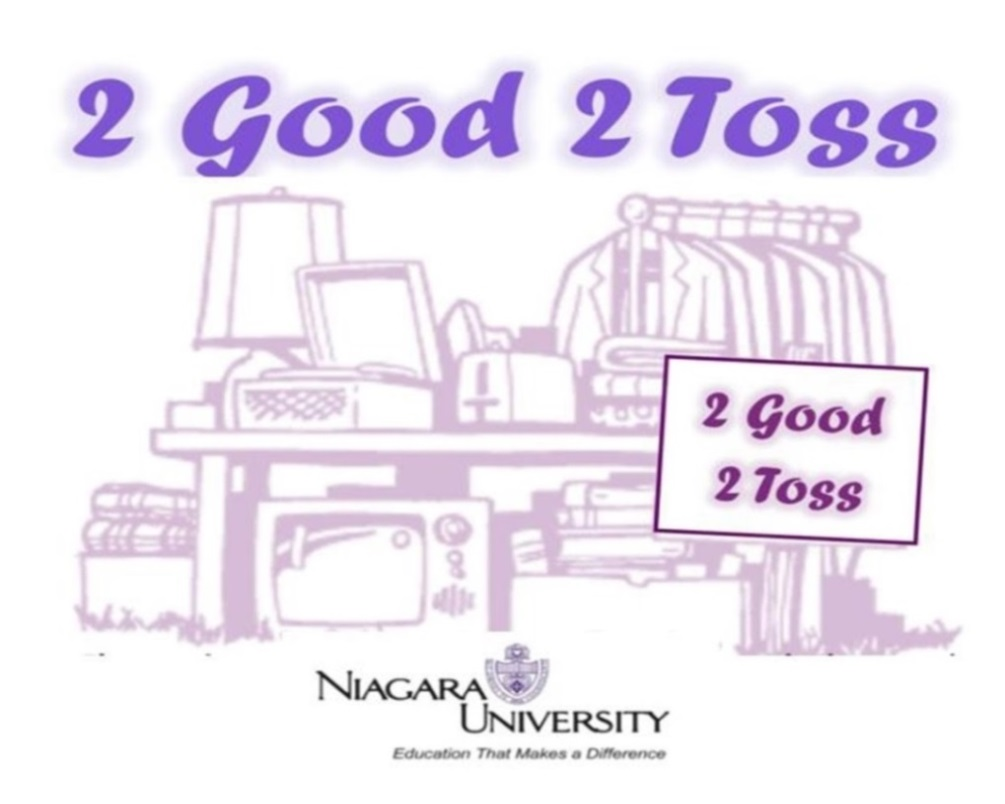 2 Good 2 Toss
2 Good
2 Toss
NIAGARA
UNIVERSITY
Education That Makes a Difference